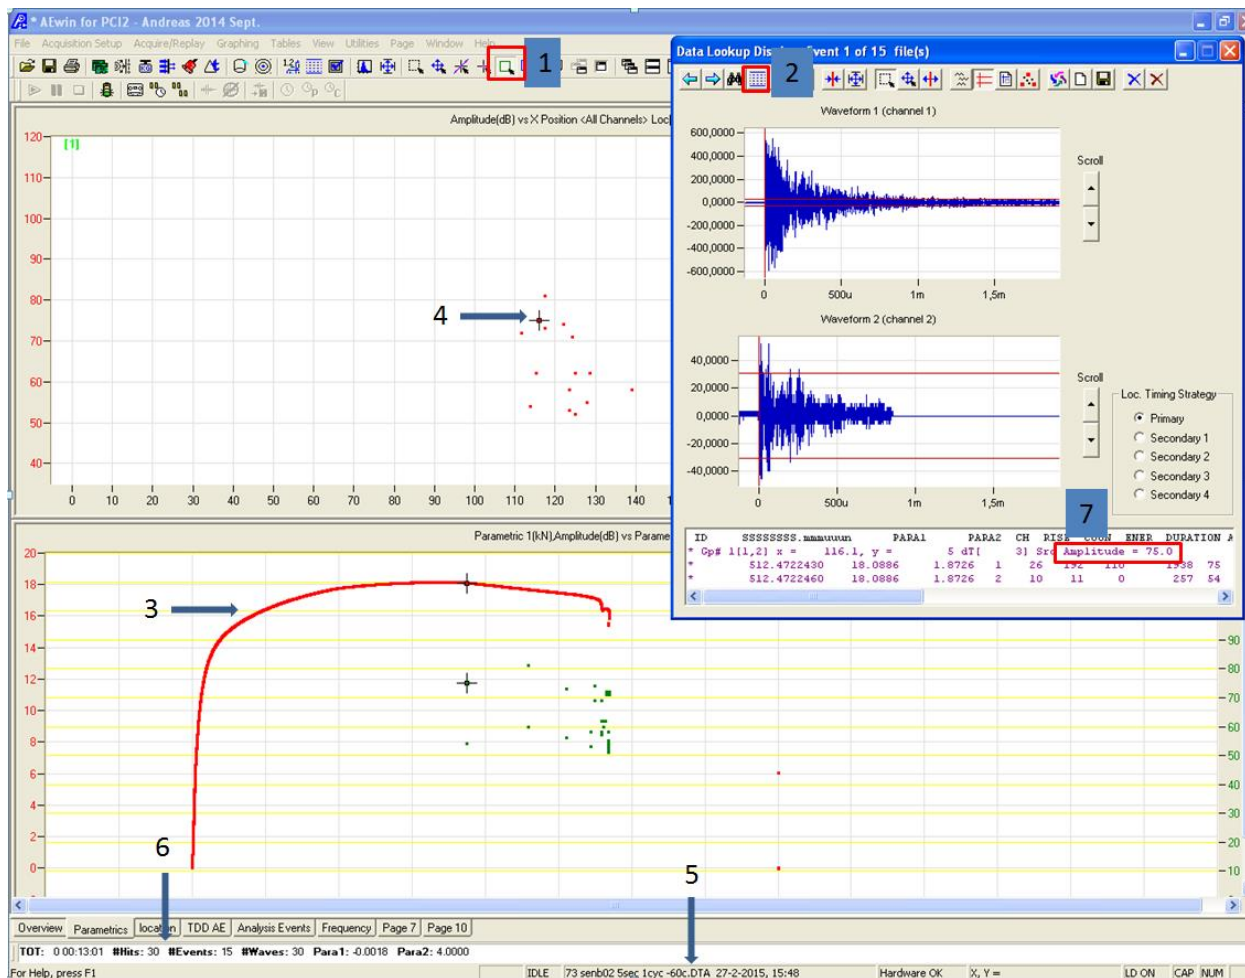 * AEwin for PCI2 - Andreas 2014 Sept.
File Acquisition Setup Acquire/Replay Graphing Tables View Utilities Page Window Help
1
Amplitude(dB) vs X Position <All Channels> Loc(
[1]
120
110
100
90
80
70
60
50
40
4
0 10 20 30 40 50 60 70 80 90 100 110 120 130 140 150
Data Lookup Display Event 1 of 15 file(s)
2
Waveform 1 (channel 1)
600,0000
400,0000
200,0000
0,0000
-200,0000
-400,0000
-600,0000
0 500u 1m 1,5m
Scroll
Waveform 2 (channel 2)
40,0000
20,0000
0,0000
-20,0000
-40,0000
0 500u 1m 1,5m
Scroll
Loc. Timing Strategy
Primary
Secondary 1
Secondary 2
Secondary 3
Secondary 4
7
ID SSSSSSSS.mmmuuun PARA1 PARA2 CH RISE COUN ENER DURATION A
* Gp# 1[1,2] x = 116.1, y = 5 dT[ 3] Src Amplitude = 75.0
* 512.4722430 18.0886 1.8726 1 26 192 110 1938 75
* 512.4722460 18.0886 1.8726 2 10 11 0 257 54
Parametric 1(kN),Amplitude(dB) vs Parame
20
18
16
14
12
10
8
6
4
2
0
3
90
80
70
60
50
40
30
20
10
6
5
Overview Parametrics location TDD AE Analysis Events Frequency Page 7 Page 10
TOT: 0 00:13:01 #Hits: 30 #Events: 15 #Waves: 30 Para1: -0.0018 Para2: 4.0000
For Help, press F1 IDLE 73 senb02 5sec 1cyc -60c.DTA 27-2-2015, 15:48 Hardware OK X, Y = LD ON CAP NUM